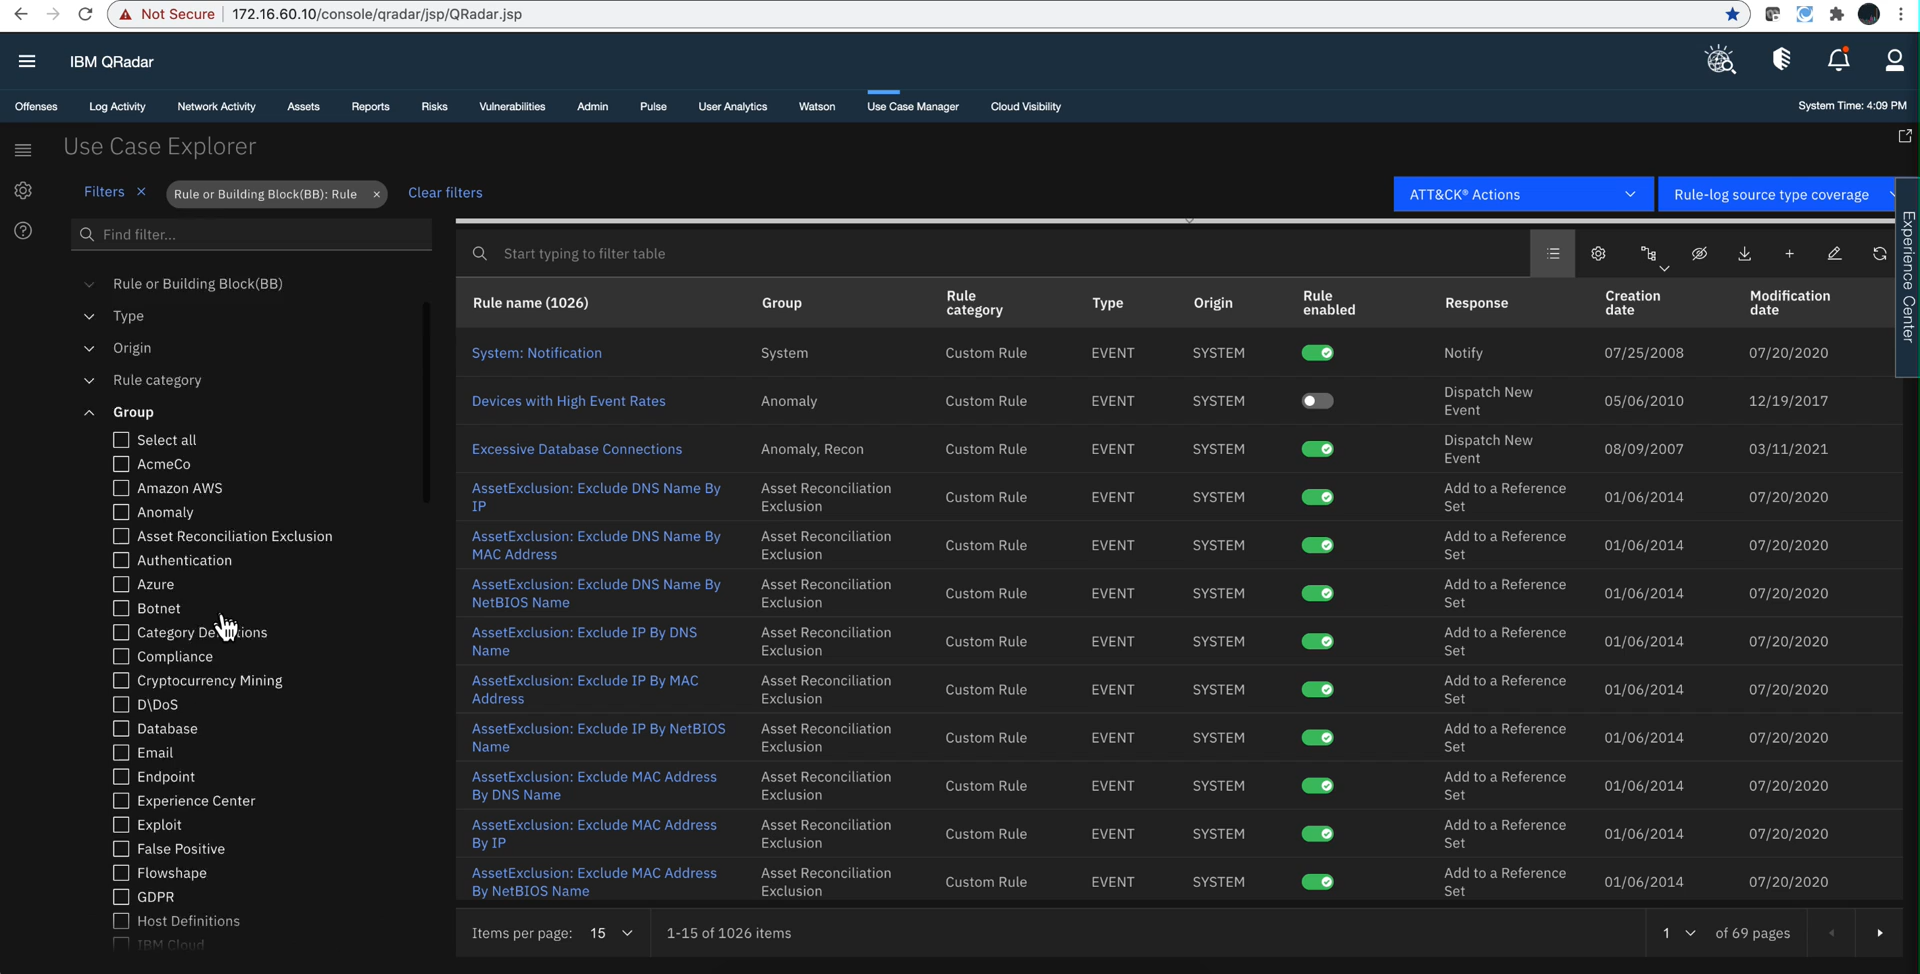 Not Secure
172.16.60.10/console/qradar/jsp/QRadar.jsp
IBM QRadar
Offenses
Log Activity
Network Activity
Assets
Reports
Risks
Vulnerabilities
Admin
Pulse
User Analytics
Watson
Use Case Manager
Cloud Visibility
System Time: 4:09 PM
Use Case Explorer
Filters ×
Rule or Building Block(BB): Rule ×
Clear filters
ATT&CK® Actions
Rule-log source type coverage
Experience Center
Find filter...
Rule or Building Block(BB)
Type
Origin
Rule category
Group
Select all
AcmeCo
Amazon AWS
Anomaly
Asset Reconciliation Exclusion
Authentication
Azure
Botnet
Category
Compliance
Cryptocurrency Mining
D\DoS
Database
Email
Endpoint
Experience Center
Exploit
False Positive
Flowshape
GDPR
Host Definitions
IBM Cloud
Start typing to filter table
Rule name (1026)
Group
Rule
category
Type
Origin
Rule
enabled
Response
Creation
date
Modification
date
System: Notification
System
Custom Rule
EVENT
SYSTEM
Notify
07/25/2008
07/20/2020
Devices with High Event Rates
Anomaly
Custom Rule
EVENT
SYSTEM
Dispatch New
Event
05/06/2010
12/19/2017
Excessive Database Connections
Anomaly, Recon
Custom Rule
EVENT
SYSTEM
Dispatch New
Event
08/09/2007
03/11/2021
AssetExclusion: Exclude DNS Name By
IP
Asset Reconciliation
Exclusion
Custom Rule
EVENT
SYSTEM
Add to a Reference
Set
01/06/2014
07/20/2020
AssetExclusion: Exclude DNS Name By
MAC Address
Asset Reconciliation
Exclusion
Custom Rule
EVENT
SYSTEM
Add to a Reference
Set
01/06/2014
07/20/2020
AssetExclusion: Exclude DNS Name By
NetBIOS Name
Asset Reconciliation
Exclusion
Custom Rule
EVENT
SYSTEM
Add to a Reference
Set
01/06/2014
07/20/2020
AssetExclusion: Exclude IP By DNS
Name
Asset Reconciliation
Exclusion
Custom Rule
EVENT
SYSTEM
Add to a Reference
Set
01/06/2014
07/20/2020
AssetExclusion: Exclude IP By MAC
Address
Asset Reconciliation
Exclusion
Custom Rule
EVENT
SYSTEM
Add to a Reference
Set
01/06/2014
07/20/2020
AssetExclusion: Exclude IP By NetBIOS
Name
Asset Reconciliation
Exclusion
Custom Rule
EVENT
SYSTEM
Add to a Reference
Set
01/06/2014
07/20/2020
AssetExclusion: Exclude MAC Address
By DNS Name
Asset Reconciliation
Exclusion
Custom Rule
EVENT
SYSTEM
Add to a Reference
Set
01/06/2014
07/20/2020
AssetExclusion: Exclude MAC Address
By IP
Asset Reconciliation
Exclusion
Custom Rule
EVENT
SYSTEM
Add to a Reference
Set
01/06/2014
07/20/2020
AssetExclusion: Exclude MAC Address
By NetBIOS Name
Asset Reconciliation
Exclusion
Custom Rule
EVENT
SYSTEM
Add to a Reference
Set
01/06/2014
07/20/2020
Items per page: 15
1-15 of 1026 items
1
of 69 pages